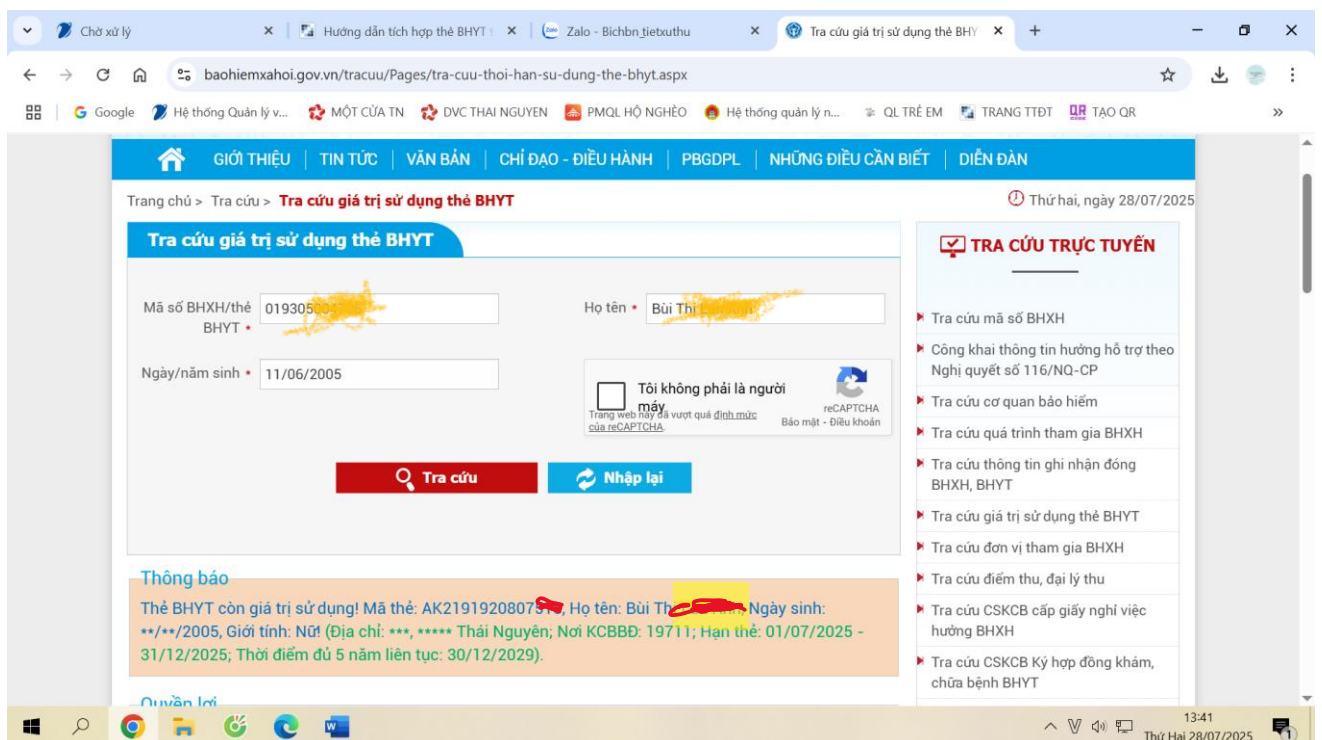 Chờ xử lý
Hướng dẫn tích hợp thẻ BHYT
Zalo - Bichbn_tietxuthu
Tra cứu giá trị sử dụng thẻ BHY
baohiemxahoi.gov.vn/tracuu/Pages/tra-cuu-thoi-han-su-dung-the-bhyt.aspx
Google
Hệ thống Quản lý v...
MỘT CỬA TN
DVC THAI NGUYEN
PMQL HỘ NGHÈO
Hệ thống quản lý n...
QL TRẺ EM
TRANG TTĐT
TẠO QR
GIỚI THIỆU | TIN TỨC | VĂN BẢN | CHỈ ĐẠO - ĐIỀU HÀNH | PBGDPL | NHỮNG ĐIỀU CẦN BIẾT | DIỄN ĐÀN
Trang chủ > Tra cứu > Tra cứu giá trị sử dụng thẻ BHYT
Thứ hai, ngày 28/07/2025
Tra cứu giá trị sử dụng thẻ BHYT
Mã số BHXH/thẻ
BHYT •
019305
Họ tên •
Bùi Thị
Ngày/năm sinh •
11/06/2005
Tôi không phải là người
máy
Trang web này đã vượt quá định mức
của reCAPTCHA.
reCAPTCHA
Bảo mật - Điều khoản
Tra cứu
Nhập lại
Thông báo
Thẻ BHYT còn giá trị sử dụng! Mã thẻ: AK2191920807, Họ tên: Bùi Thị Ngày sinh:
**/**/2005, Giới tính: Nữ! (Địa chỉ: ***, ***** Thái Nguyên; Nơi KCBBĐ: 19711; Hạn thẻ: 01/07/2025 -
31/12/2025; Thời điểm đủ 5 năm liên tục: 30/12/2029).
Quyền lợi
TRA CỨU TRỰC TUYẾN
Tra cứu mã số BHXH
Công khai thông tin hưởng hỗ trợ theo
Nghị quyết số 116/NQ-CP
Tra cứu cơ quan bảo hiểm
Tra cứu quá trình tham gia BHXH
Tra cứu thông tin ghi nhận đóng
BHXH, BHYT
Tra cứu giá trị sử dụng thẻ BHYT
Tra cứu đơn vị tham gia BHXH
Tra cứu điểm thu, đại lý thu
Tra cứu CSKCB cấp giấy nghỉ việc
hưởng BHXH
Tra cứu CSKCB Ký hợp đồng khám,
chữa bệnh BHYT
13:41
Thứ Hai 28/07/2025